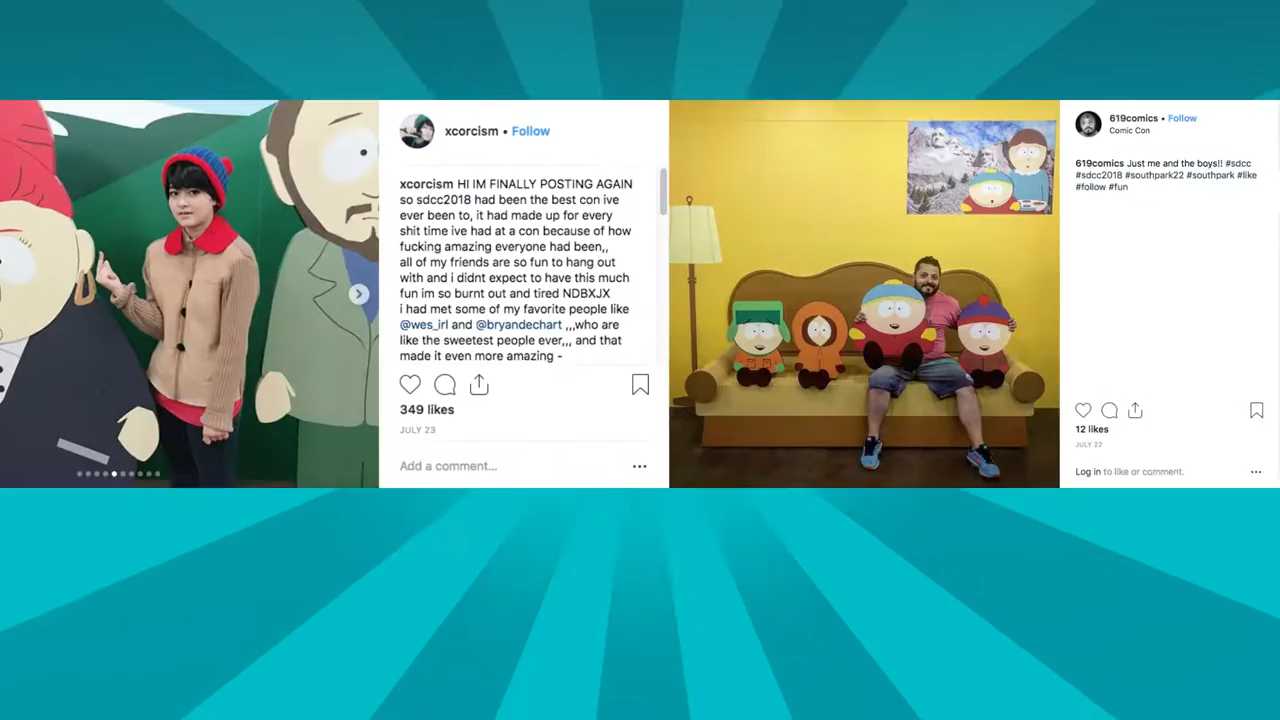 xcorcism • Follow
xcorcism HI IM FINALLY POSTING AGAIN
so sdcc2018 had been the best con ive
ever been to, it had made up for every
shit time ive had at a con because of how
fucking amazing everyone had been,,
all of my friends are so fun to hang out
with and i didnt expect to have this much
fun im so burnt out and tired NDBXJX
i had met some of my favorite people like
@wes_irl and @bryandechart ,,,who are
like the sweetest people ever,,, and that
made it even more amazing -
349 likes
JULY 23
Add a comment...
619comics • Follow
Comic Con
619comics Just me and the boys!! #sdcc
#sdcc2018 #southpark22 #southpark #like
#follow #fun
12 likes
JULY 22
Log in to like or comment.